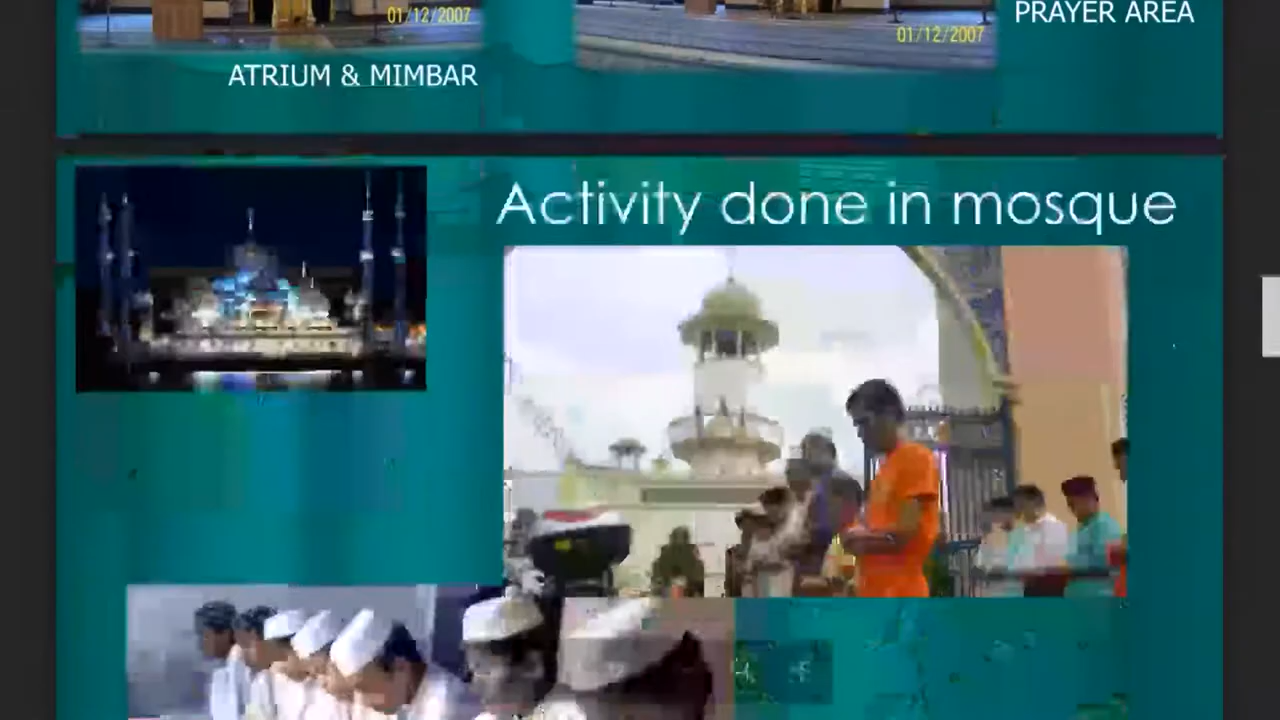 01/12/2007
01/12/2007
PRAYER AREA
ATRIUM & MIMBAR
Activity done in mosque